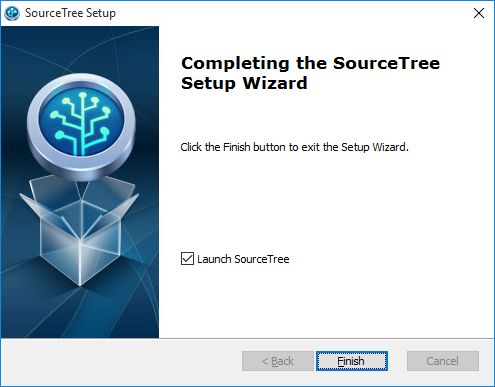 SourceTree Setup
Completing the SourceTree
Setup Wizard
Click the Finish button to exit the Setup Wizard.
Launch SourceTree
< Back
Finish
Cancel